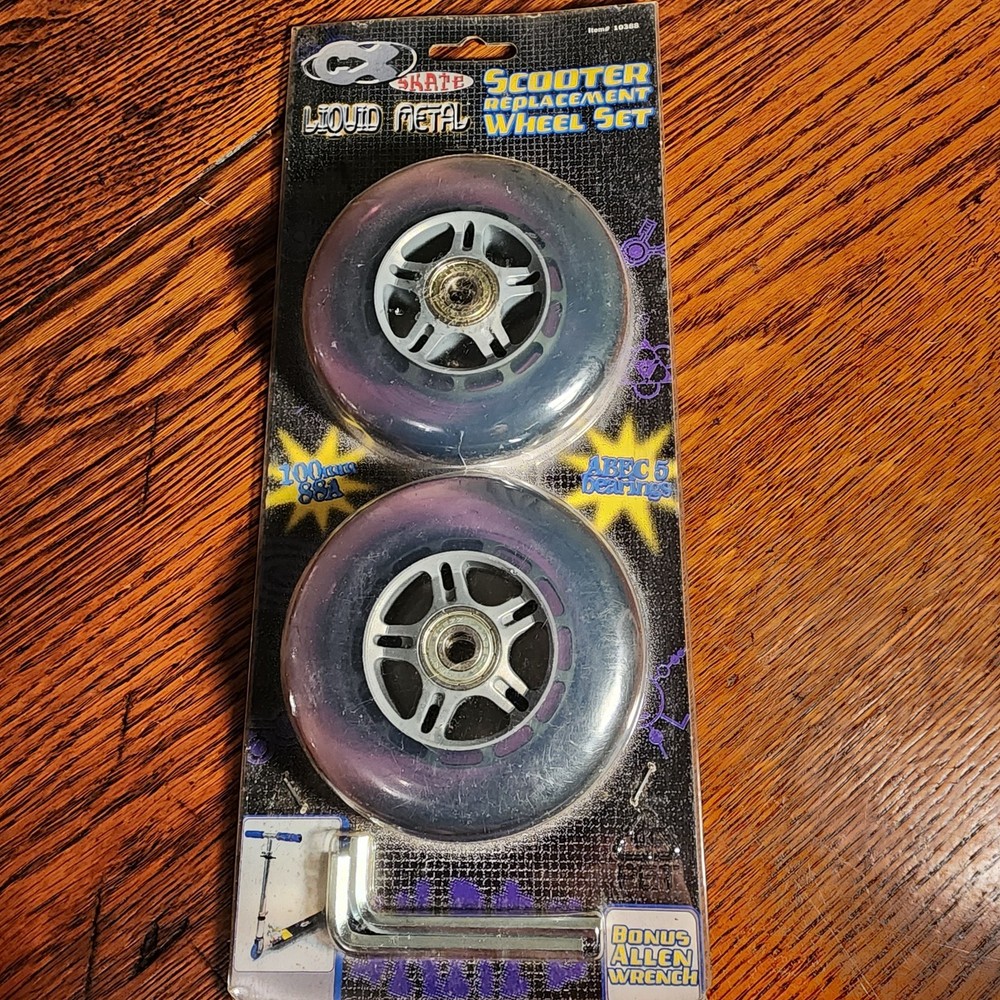 Item# 10388
CX
SKATE
LIQUID METAL
SCOOTER
REPLACEMENT
WHEEL SET
100mm
88A
ABEC 5
bearings
BONUS
ALLEN
WRENCH